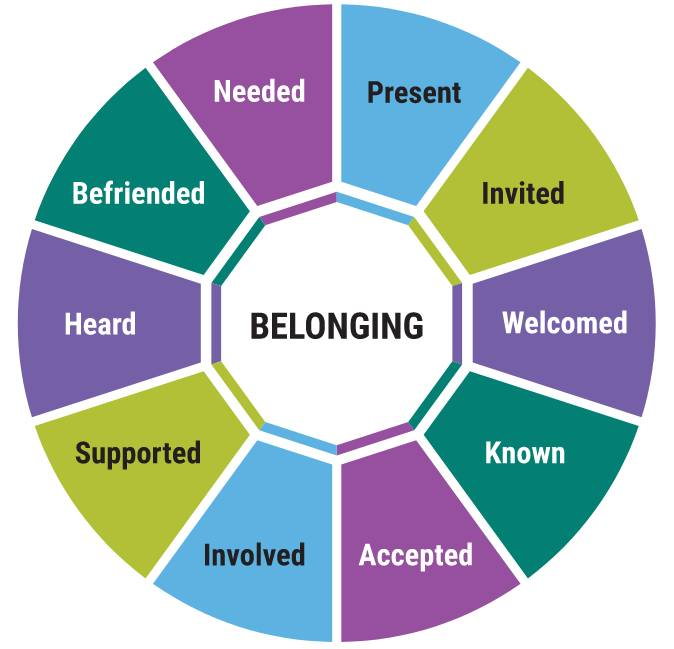 Present
Invited
Welcomed
Known
Accepted
Involved
Supported
Heard
Befriended
Needed
BELONGING